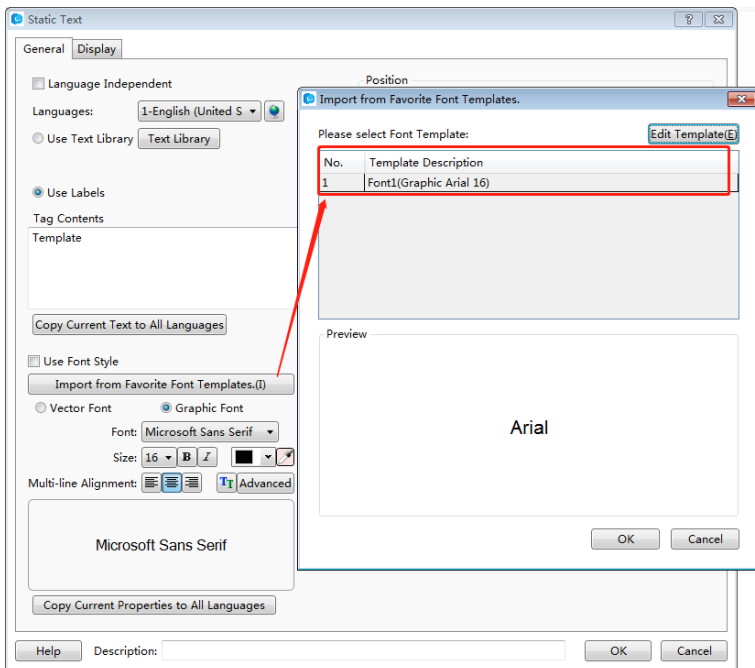 Static Text
General Display
Language Independent
Position
Languages: 1-English (United S
Use Text Library Text Library
Use Labels
Tag Contents
Template
Copy Current Text to All Languages
Use Font Style
Import from Favorite Font Templates.(I)
Vector Font Graphic Font
Font: Microsoft Sans Serif
Size: 16 B I
Multi-line Alignment: TT Advanced
Microsoft Sans Serif
Copy Current Properties to All Languages
Help Description: OK Cancel
Import from Favorite Font Templates.
Please select Font Template: Edit Template(E)
No. Template Description
1 Font1(Graphic Arial 16)
Preview
Arial
OK Cancel